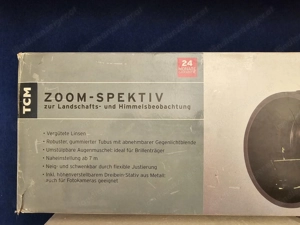 TCM
ZOOM-SPEKTIV
zur Landschafts- und Himmelsbeobachtung
24
• Vergütete Linsen
• Robuster, gummierter Tubus mit abnehmbarer Gegenlichtblende
• Umstülpbare Augenmuschel: ideal für Brillenträger
• Naheinstellung ab 7 m
• Neig- und schwenkbar durch flexible Justierung
• Inkl. höhenverstellbarem Dreibein-Stativ aus Metall
auch für Fotokameras geeignet